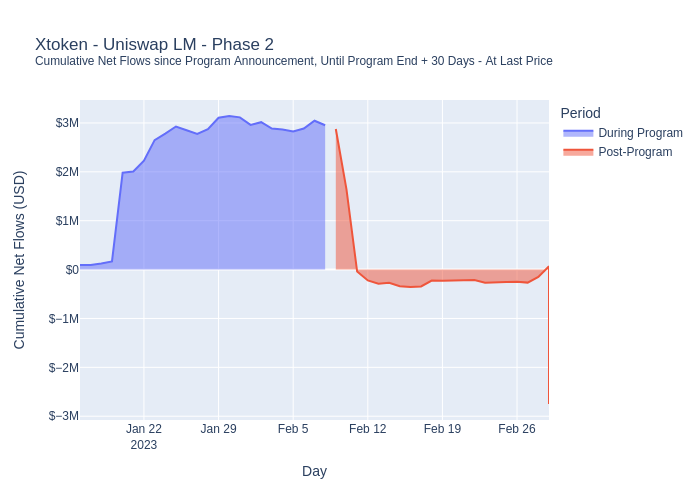 Xtoken - Uniswap LM - Phase 2
Cumulative Net Flows since Program Announcement, Until Program End + 30 Days - At Last Price
Period
During Program
Post-Program
Cumulative Net Flows (USD)
$3M
$2M
$1M
$0
$−1M
$−2M
$−3M
Jan 22
2023
Jan 29
Feb 5
Feb 12
Feb 19
Feb 26
Day